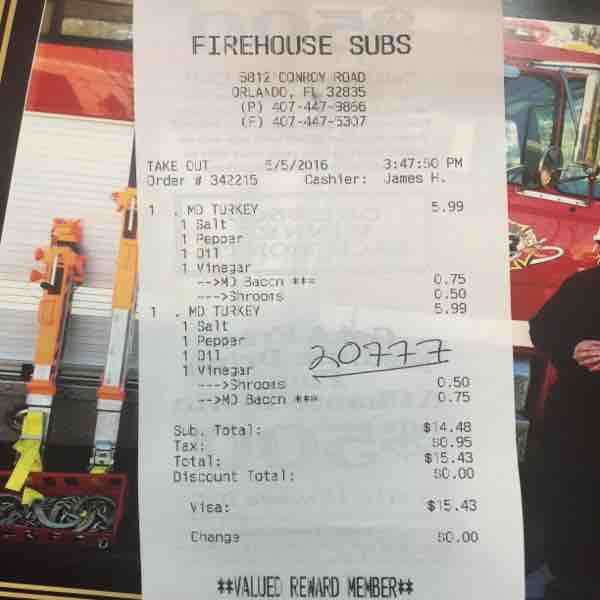 FIREHOUSE SUBS
5812 CONROY ROAD
ORLANDO, FL 32835
(P) 407-447-9866
(F) 407-447-5307
TAKE OUT 5/5/2016 3:47:50 PM
Order # 342215 Cashier: James H.
1 . MD TURKEY 5.99
1 Salt
1 Pepper
1 Oil
1 Vinegar
--->MD Bacon *** 0.75
--->Shrooms 0.50
1 . MD TURKEY 5.99
1 Salt
1 Pepper
1 Oil 20777
1 Vinegar
--->Shrooms 0.50
--->MD Bacon *** 0.75
Sub. Total: $14.48
Tax: $0.95
Total: $15.43
Discount Total: $0.00
Visa: $15.43
Change $0.00
**VALUED REWARD MEMBER**